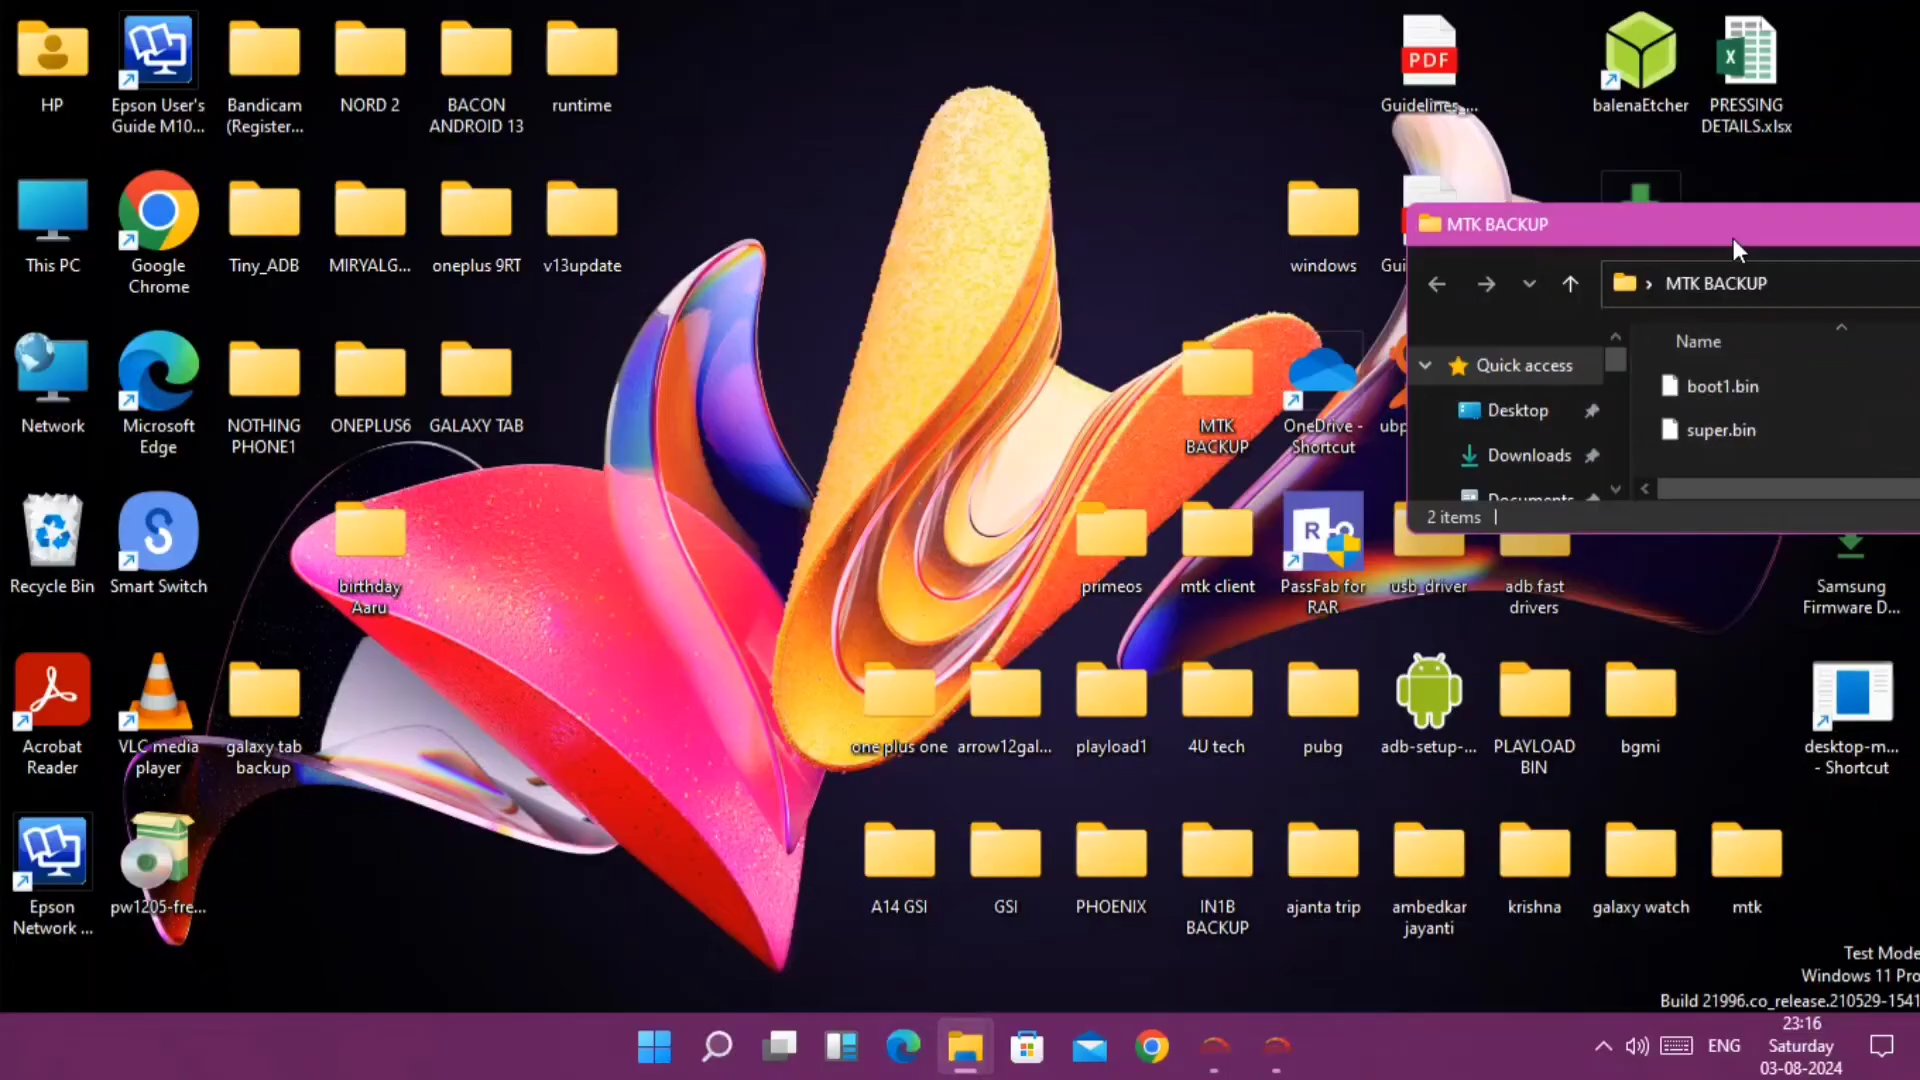 HP
Epson User's
Guide M10...
Bandicam
(Register...
NORD 2
BACON
ANDROID 13
runtime
PDF
Guidelines_...
balenaEtcher
X
PRESSING
DETAILS.xlsx
This PC
Google
Chrome
Tiny_ADB
MIRYALG...
oneplus 9RT
v13update
windows
Gui
MTK BACKUP
MTK BACKUP
Name
Quick access
boot1.bin
Desktop
super.bin
Downloads
Documents
2 items
Network
Microsoft
Edge
NOTHING
PHONE1
ONEPLUS6
GALAXY TAB
MTK
BACKUP
OneDrive -
Shortcut
ubp
Recycle Bin
Smart Switch
birthday
Aaru
primeos
mtk client
R
PassFab for
RAR
usb_driver
adb fast
drivers
Samsung
Firmware D...
Acrobat
Reader
VLC media
player
galaxy tab
backup
one plus one
arrow12gal...
playload1
4U tech
pubg
adb-setup-...
PLAYLOAD
BIN
bgmi
desktop-m...
- Shortcut
Epson
Network ...
pw1205-fre...
A14 GSI
GSI
PHOENIX
IN1B
BACKUP
ajanta trip
ambedkar
jayanti
krishna
galaxy watch
mtk
Test Mode
Windows 11 Pro
Build 21996.co_release.210529-1541
ENG
23:16
Saturday
03-08-2024